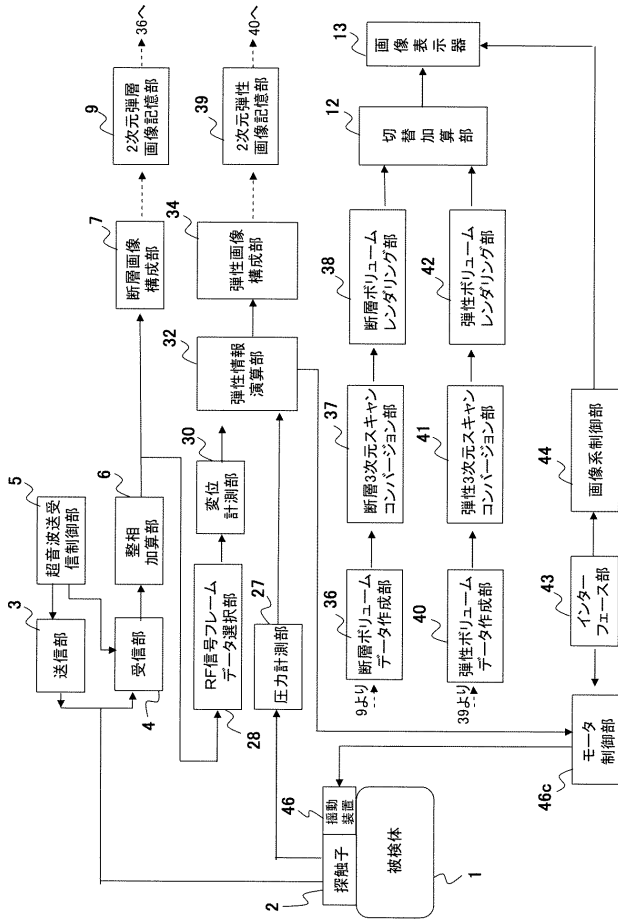 5
超音波送受
信制御部
3
送信部
受信部
4
6
整相
加算部
7
断層画像
構成部
9
2次元弾層
画像記憶部
36へ
28
RF信号フレーム
データ選択部
30
変位
計測部
32
弾性情報
演算部
34
弾性画像
構成部
39
2次元弾性
画像記憶部
40へ
27
圧力計測部
2
探触子
46
揺動
装置
被検体
1
9より
36
断層ボリューム
データ作成部
37
断層3次元スキャン
コンバージョン部
38
断層ボリューム
レンダリング部
39より
40
弾性ボリューム
データ作成部
41
弾性3次元スキャン
コンバージョン部
42
弾性ボリューム
レンダリング部
12
切替
加算部
13
画像表示器
46c
モータ
制御部
43
インター
フェース部
44
画像系制御部